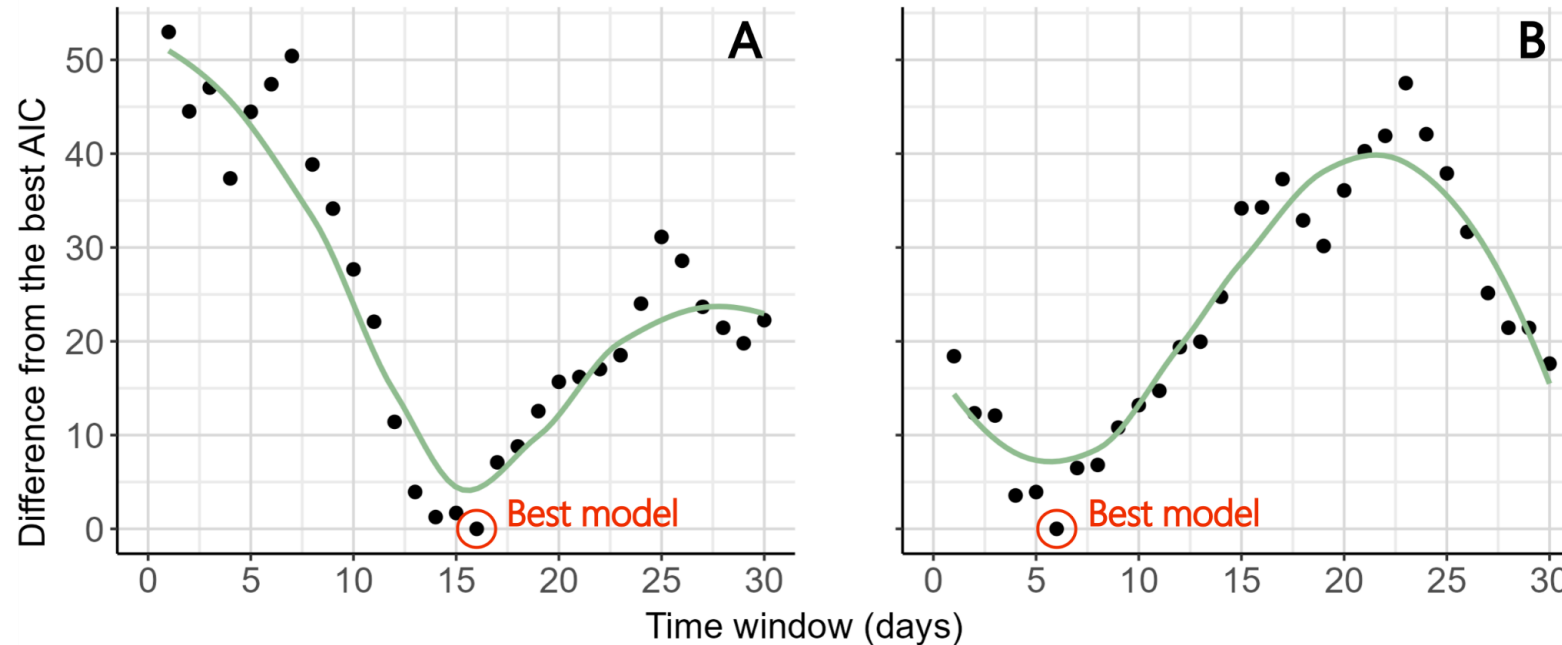 Difference from the best AIC
50
40
30
20
10
0
A
Best model
0 5 10 15 20 25 30
B
Best model
0 5 10 15 20 25 30
Time window (days)